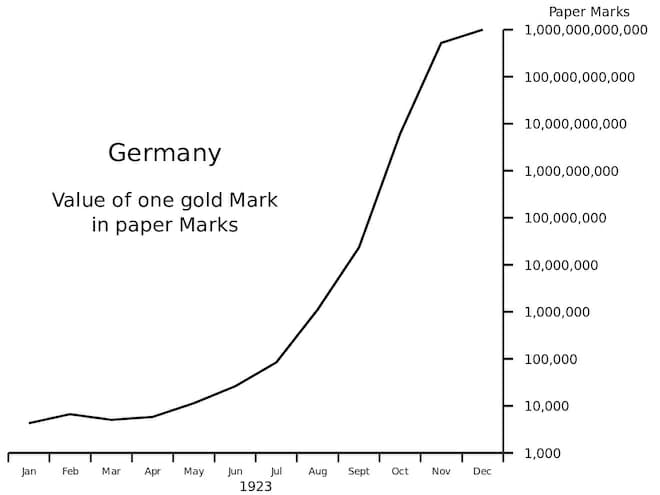 Paper Marks
1,000,000,000,000
100,000,000,000
10,000,000,000
1,000,000,000
100,000,000
10,000,000
1,000,000
100,000
10,000
1,000
Germany
Value of one gold Mark
in paper Marks
Jan Feb Mar Apr May Jun Jul Aug Sept Oct Nov Dec
1923